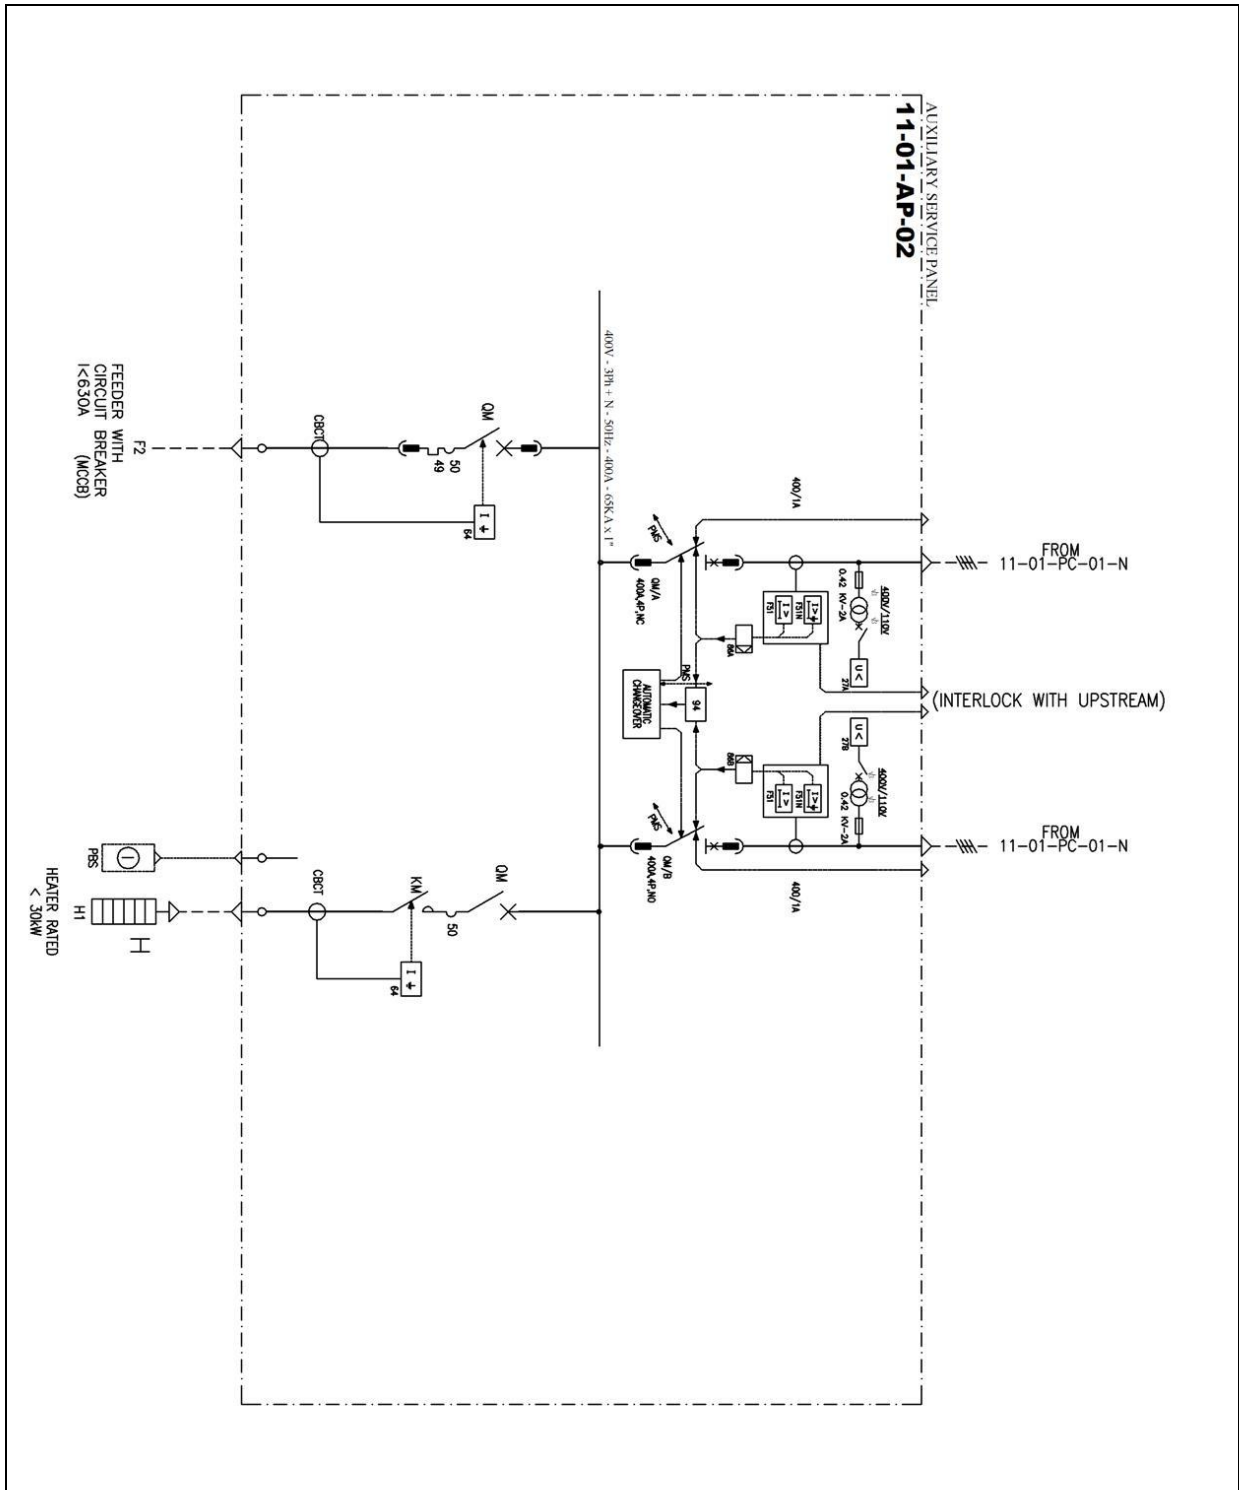 AUXILIARY SERVICE PANEL
11-01-AP-02
FROM
11-01-PC-01-N
(INTERLOCK WITH UPSTREAM)
FROM
11-01-PC-01-N
400V/110V
0.42 KV-2A
U<
27A
400/1A
I>
F51N
I>
F51
86A
PMS
QM/A
400A,4P,NC
PMS
94
AUTOMATIC
CHANGEOVER
400V/110V
0.42 KV-2A
U<
27B
400/1A
I>
F51N
I>
F51
86B
PMS
QM/B
400A,4P,NO
400V - 3Ph + N - 50Hz - 400A - 65KA x 1"
QM
50
49
I
64
CBCT
F2
FEEDER WITH
CIRCUIT BREAKER
I<630A (MCCB)
QM
50
KM
I
64
CBCT
PBS
H1
H
HEATER RATED
< 30kW